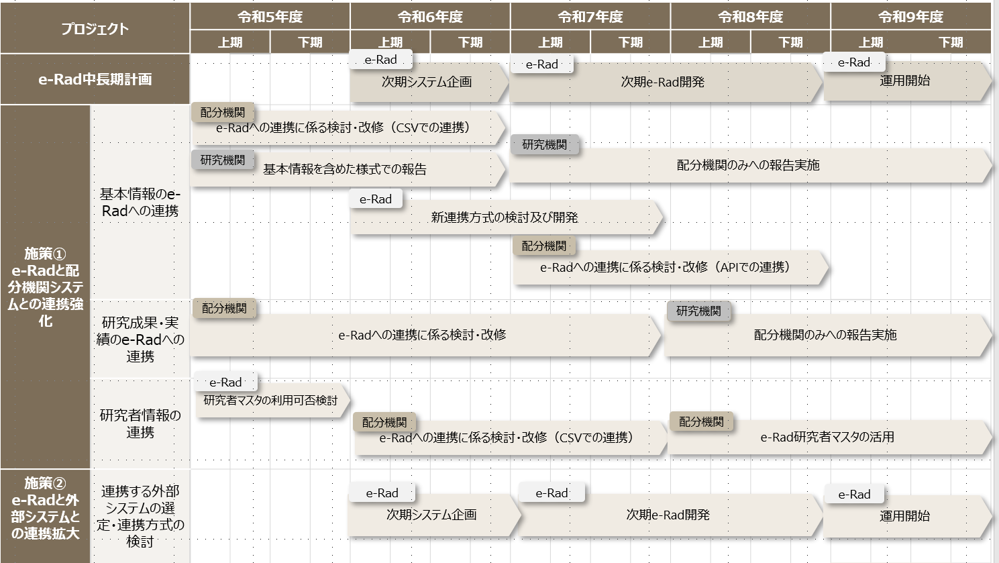 プロジェクト
令和5年度
令和6年度
令和7年度
令和8年度
令和9年度
上期
下期
上期
下期
上期
下期
上期
下期
上期
下期
e-Rad中長期計画
e-Rad
次期システム企画
e-Rad
次期e-Rad開発
e-Rad
運用開始
施策①
e-Radと配
分機関システ
ムとの連携強
化
基本情報のe-
Radへの連携
配分機関
e-Radへの連携に係る検討・改修（CSVでの連携）
研究機関
基本情報を含めた様式での報告
研究機関
配分機関のみへの報告実施
e-Rad
新連携方式の検討及び開発
配分機関
e-Radへの連携に係る検討・改修（APIでの連携）
研究成果・実
績のe-Radへの
連携
配分機関
e-Radへの連携に係る検討・改修
研究機関
配分機関のみへの報告実施
研究者情報の
連携
e-Rad
研究者マスタの利用可否検討
配分機関
e-Radへの連携に係る検討・改修（CSVでの連携）
配分機関
e-Rad研究者マスタの活用
施策②
e-Radと外
部システムと
の連携拡大
連携する外部
システムの選
定・連携方式の
検討
e-Rad
次期システム企画
e-Rad
次期e-Rad開発
e-Rad
運用開始